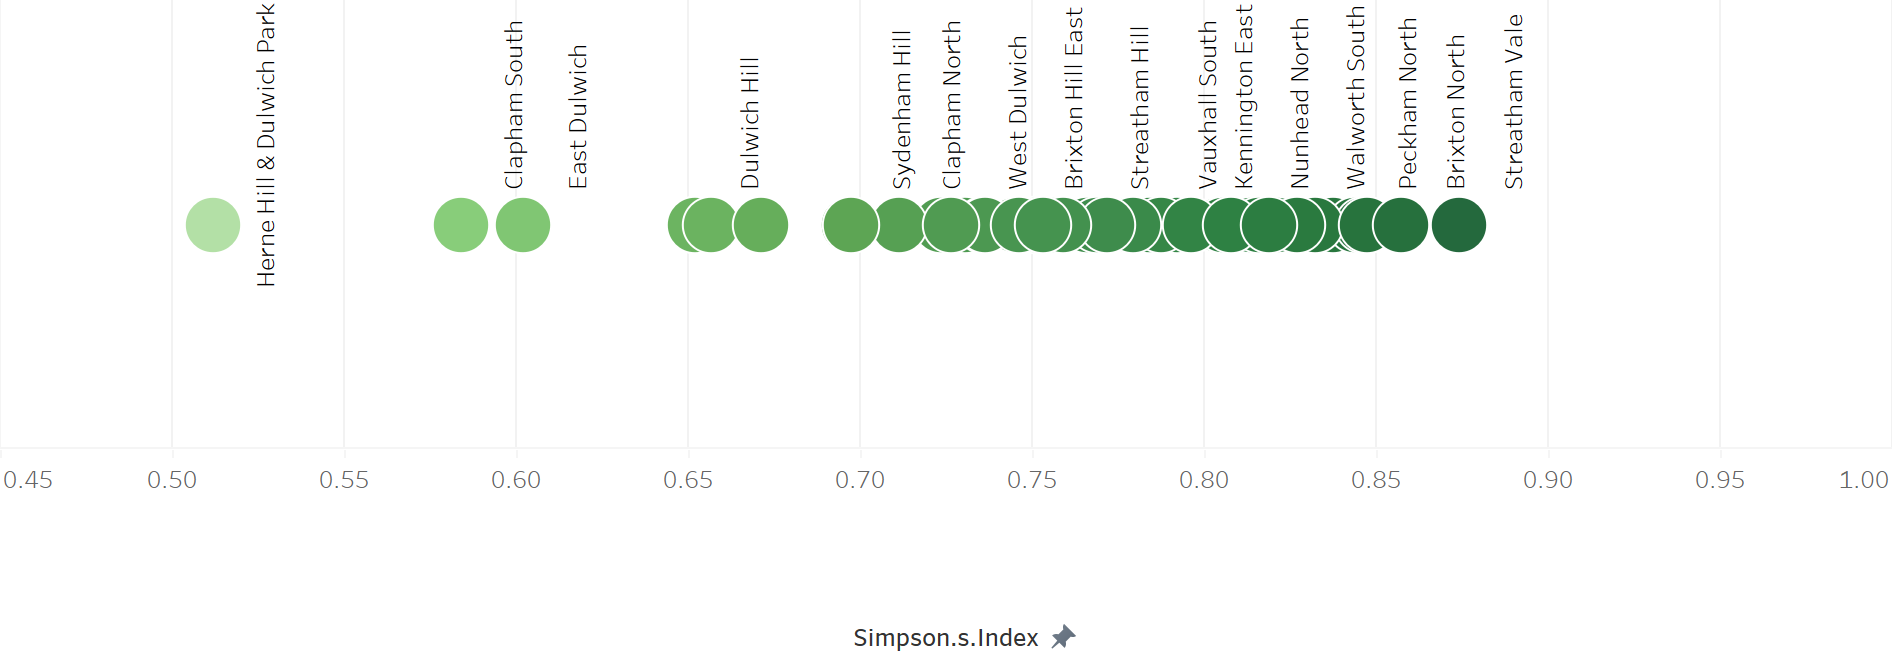 Herne Hill & Dulwich Park
Clapham South
East Dulwich
Dulwich Hill
Sydenham Hill
Clapham North
West Dulwich
Brixton Hill East
Streatham Hill
Vauxhall South
Kennington East
Nunhead North
Walworth South
Peckham North
Brixton North
Streatham Vale
0.45 0.50 0.55 0.60 0.65 0.70 0.75 0.80 0.85 0.90 0.95 1.00
Simpson.s.Index